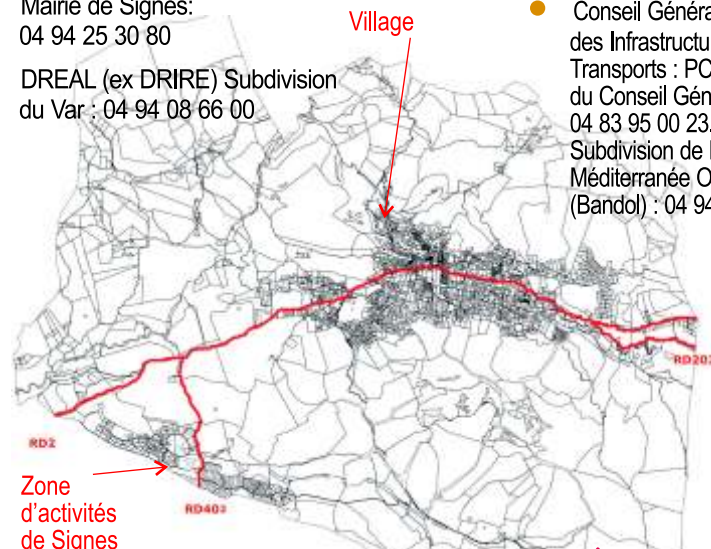 Mairie de Signes:
04 94 25 30 80
DREAL (ex DRIRE) Subdivision
du Var : 04 94 08 66 00
Village
Conseil Généra
des Infrastructu
Transports : PC
du Conseil Gén
04 83 95 00 23.
Subdivision de
Méditerranée O
(Bandol) : 04 94
RD202
RD2
RD402
Zone
d'activités
de Signes